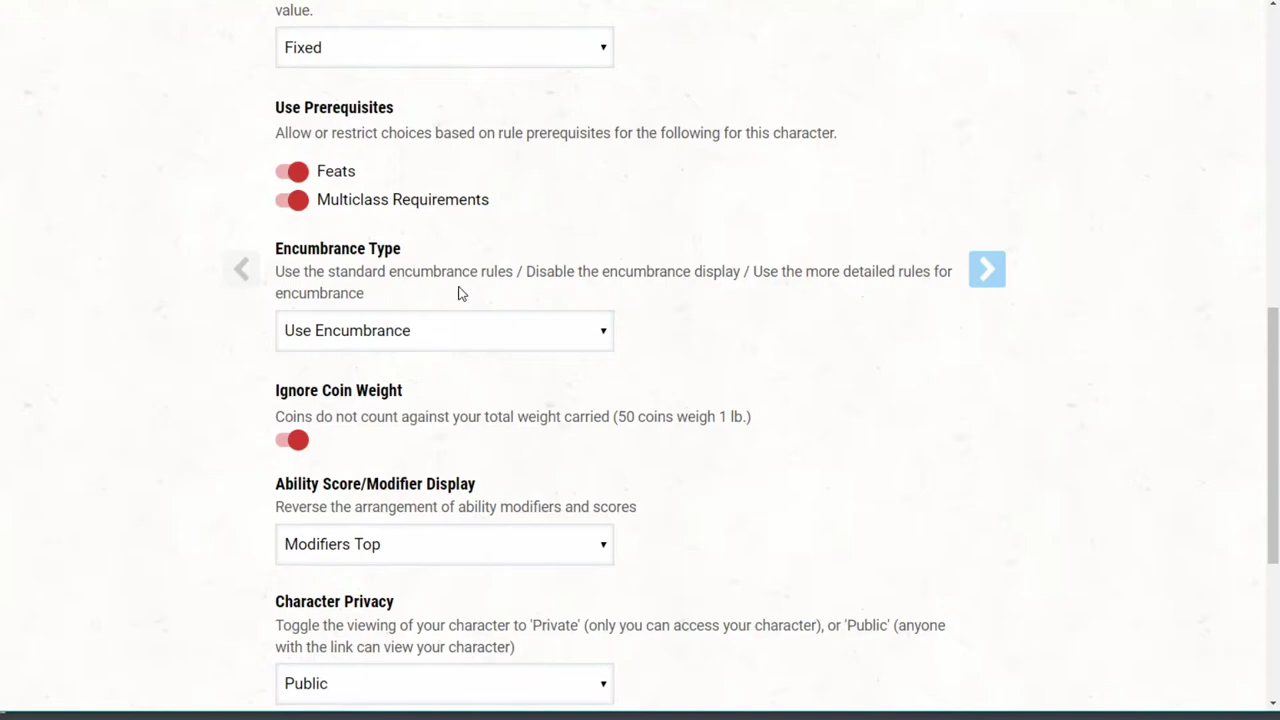 value.
Fixed
Use Prerequisites
Allow or restrict choices based on rule prerequisites for the following for this character.
Feats
Multiclass Requirements
Encumbrance Type
Use the standard encumbrance rules / Disable the encumbrance display / Use the more detailed rules for
encumbrance
Use Encumbrance
Ignore Coin Weight
Coins do not count against your total weight carried (50 coins weigh 1 lb.)
Ability Score/Modifier Display
Reverse the arrangement of ability modifiers and scores
Modifiers Top
Character Privacy
Toggle the viewing of your character to 'Private' (only you can access your character), or 'Public' (anyone
with the link can view your character)
Public